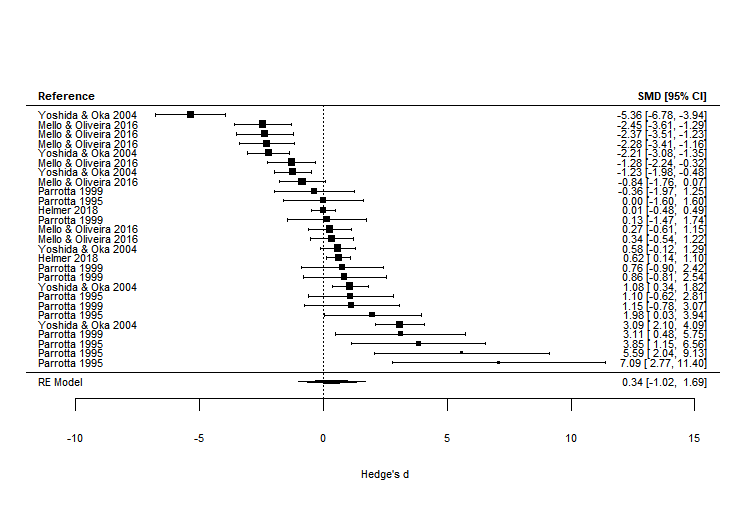 Reference SMD [95% CI]
Yoshida & Oka 2004 -5.36 [-6.78, -3.94]
Mello & Oliveira 2016 -2.45 [-3.61, -1.29]
Mello & Oliveira 2016 -2.37 [-3.51, -1.23]
Mello & Oliveira 2016 -2.28 [-3.41, -1.16]
Yoshida & Oka 2004 -2.21 [-3.08, -1.35]
Mello & Oliveira 2016 -1.28 [-2.24, -0.32]
Yoshida & Oka 2004 -1.23 [-1.98, -0.48]
Mello & Oliveira 2016 -0.84 [-1.76, 0.07]
Parrotta 1999 -0.36 [-1.97, 1.25]
Parrotta 1995 0.00 [-1.60, 1.60]
Helmer 2018 0.01 [-0.48, 0.49]
Parrotta 1999 0.13 [-1.47, 1.74]
Mello & Oliveira 2016 0.27 [-0.61, 1.15]
Mello & Oliveira 2016 0.34 [-0.54, 1.22]
Yoshida & Oka 2004 0.58 [-0.12, 1.29]
Helmer 2018 0.62 [ 0.14, 1.10]
Parrotta 1999 0.76 [-0.90, 2.42]
Parrotta 1999 0.86 [-0.81, 2.54]
Yoshida & Oka 2004 1.08 [ 0.34, 1.82]
Parrotta 1995 1.10 [-0.62, 2.81]
Parrotta 1999 1.15 [-0.78, 3.07]
Parrotta 1995 1.98 [ 0.03, 3.94]
Yoshida & Oka 2004 3.09 [ 2.10, 4.09]
Parrotta 1999 3.11 [ 0.48, 5.75]
Parrotta 1995 3.85 [ 1.15, 6.56]
Parrotta 1995 5.59 [ 2.04, 9.13]
Parrotta 1995 7.09 [ 2.77, 11.40]
RE Model 0.34 [-1.02, 1.69]
-10 -5 0 5 10 15
Hedge's d